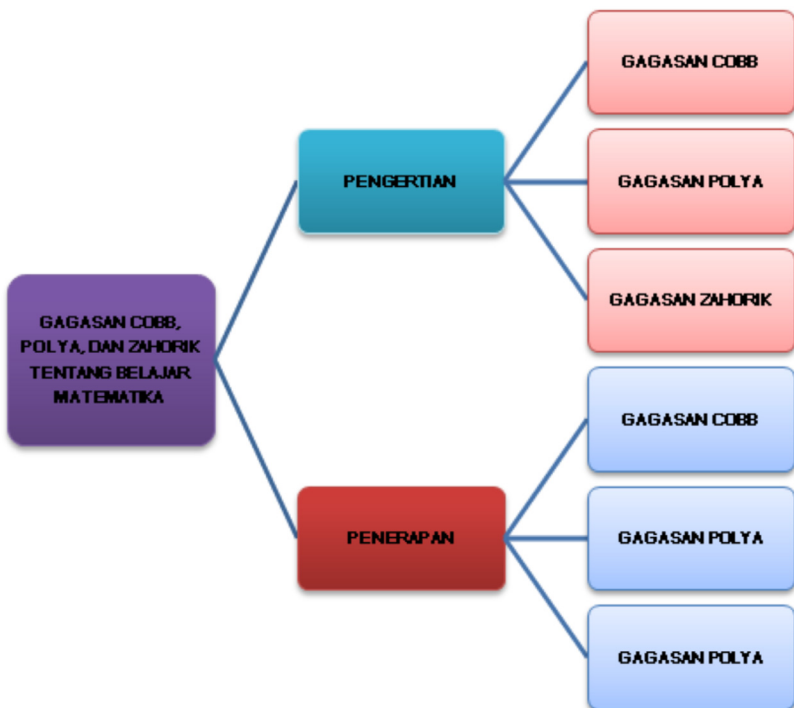 GAGASAN COBB,
POLYA, DAN ZAHORIK
TENTANG BELAJAR
MATEMATIKA
PENGERTIAN
GAGASAN COBB
GAGASAN POLYA
GAGASAN ZAHORIK
PENERAPAN
GAGASAN COBB
GAGASAN POLYA
GAGASAN POLYA